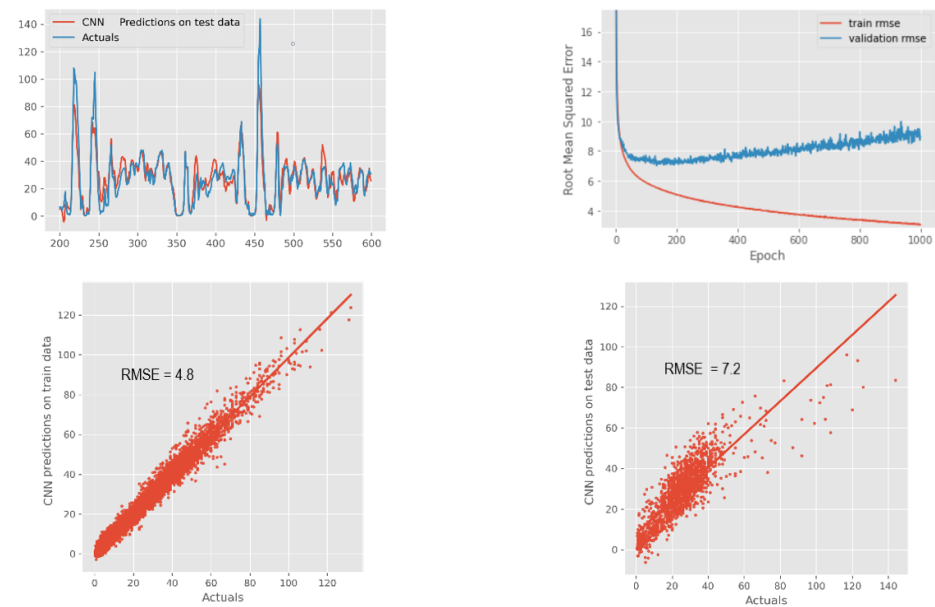 CNN Predictions on test data
Actuals
140
120
100
80
60
40
20
0
200 250 300 350 400 450 500 550 600
train rmse
validation rmse
Root Mean Squared Error
16
14
12
10
8
6
4
0 200 400 600 800 1000
Epoch
CNN predictions on train data
120
100
80
60
40
20
0
RMSE = 4.8
0 20 40 60 80 100 120
Actuals
CNN predictions on test data
120
100
80
60
40
20
0
RMSE = 7.2
0 20 40 60 80 100 120 140
Actuals